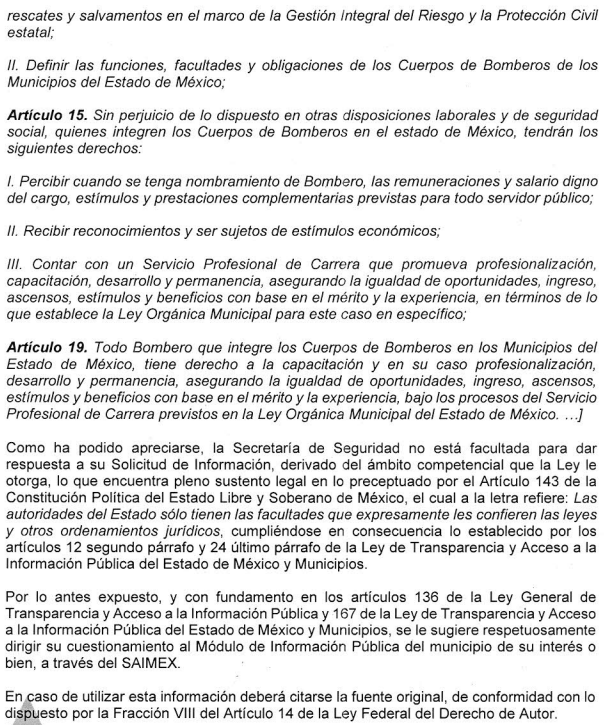 rescates y salvamentos en el marco de la Gestión Integral del Riesgo y la Protección Civil
estatal;
II. Definir las funciones, facultades y obligaciones de los Cuerpos de Bomberos de los
Municipios del Estado de México;
Artículo 15. Sin perjuicio de lo dispuesto en otras disposiciones laborales y de seguridad
social, quienes integren los Cuerpos de Bomberos en el estado de México, tendrán los
siguientes derechos:
I. Percibir cuando se tenga nombramiento de Bombero, las remuneraciones y salario digno
del cargo, estímulos y prestaciones complementarias previstas para todo servidor público;
II. Recibir reconocimientos y ser sujetos de estímulos económicos;
III. Contar con un Servicio Profesional de Carrera que promueva profesionalización,
capacitación, desarrollo y permanencia, asegurando la igualdad de oportunidades, ingreso,
ascensos, estímulos y beneficios con base en el mérito y la experiencia, en términos de lo
que establece la Ley Orgánica Municipal para este caso en específico;
Artículo 19. Todo Bombero que integre los Cuerpos de Bomberos en los Municipios del
Estado de México, tiene derecho a la capacitación y en su caso profesionalización,
desarrollo y permanencia, asegurando la igualdad de oportunidades, ingreso, ascensos,
estímulos y beneficios con base en el mérito y la experiencia, bajo los procesos del Servicio
Profesional de Carrera previstos en la Ley Orgánica Municipal del Estado de México. …]
Como ha podido apreciarse, la Secretaría de Seguridad no está facultada para dar
respuesta a su Solicitud de Información, derivado del ámbito competencial que la Ley le
otorga, lo que encuentra pleno sustento legal en lo preceptuado por el Artículo 143 de la
Constitución Política del Estado Libre y Soberano de México, el cual a la letra refiere: Las
autoridades del Estado sólo tienen las facultades que expresamente les confieren las leyes
y otros ordenamientos jurídicos, cumpliéndose en consecuencia lo establecido por los
artículos 12 segundo párrafo y 24 último párrafo de la Ley de Transparencia y Acceso a la
Información Pública del Estado de México y Municipios.
Por lo antes expuesto, y con fundamento en los artículos 136 de la Ley General de
Transparencia y Acceso a la Información Pública y 167 de la Ley de Transparencia y Acceso
a la Información Pública del Estado de México y Municipios, se le sugiere respetuosamente
dirigir su cuestionamiento al Módulo de Información Pública del municipio de su interés o
bien, a través del SAIMEX.
En caso de utilizar esta información deberá citarse la fuente original, de conformidad con lo
dispuesto por la Fracción VIII del Artículo 14 de la Ley Federal del Derecho de Autor.